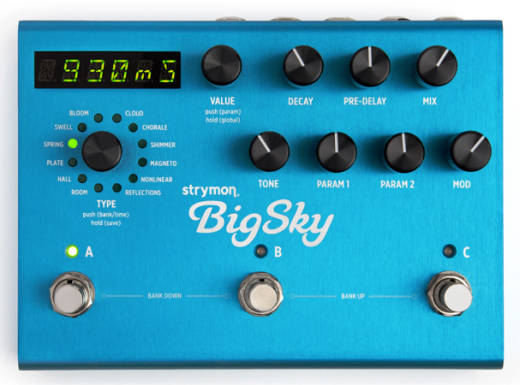 930mS
VALUE
push (param)
hold (global)
DECAY
PRE-DELAY
MIX
BLOOM
CLOUD
SWELL
CHORALE
SPRING
SHIMMER
PLATE
MAGNETO
HALL
NONLINEAR
ROOM
REFLECTIONS
TYPE
push (bank/time)
hold (save)
TONE
PARAM 1
PARAM 2
MOD
strymon®
BigSky
A
B
C
BANK DOWN
BANK UP